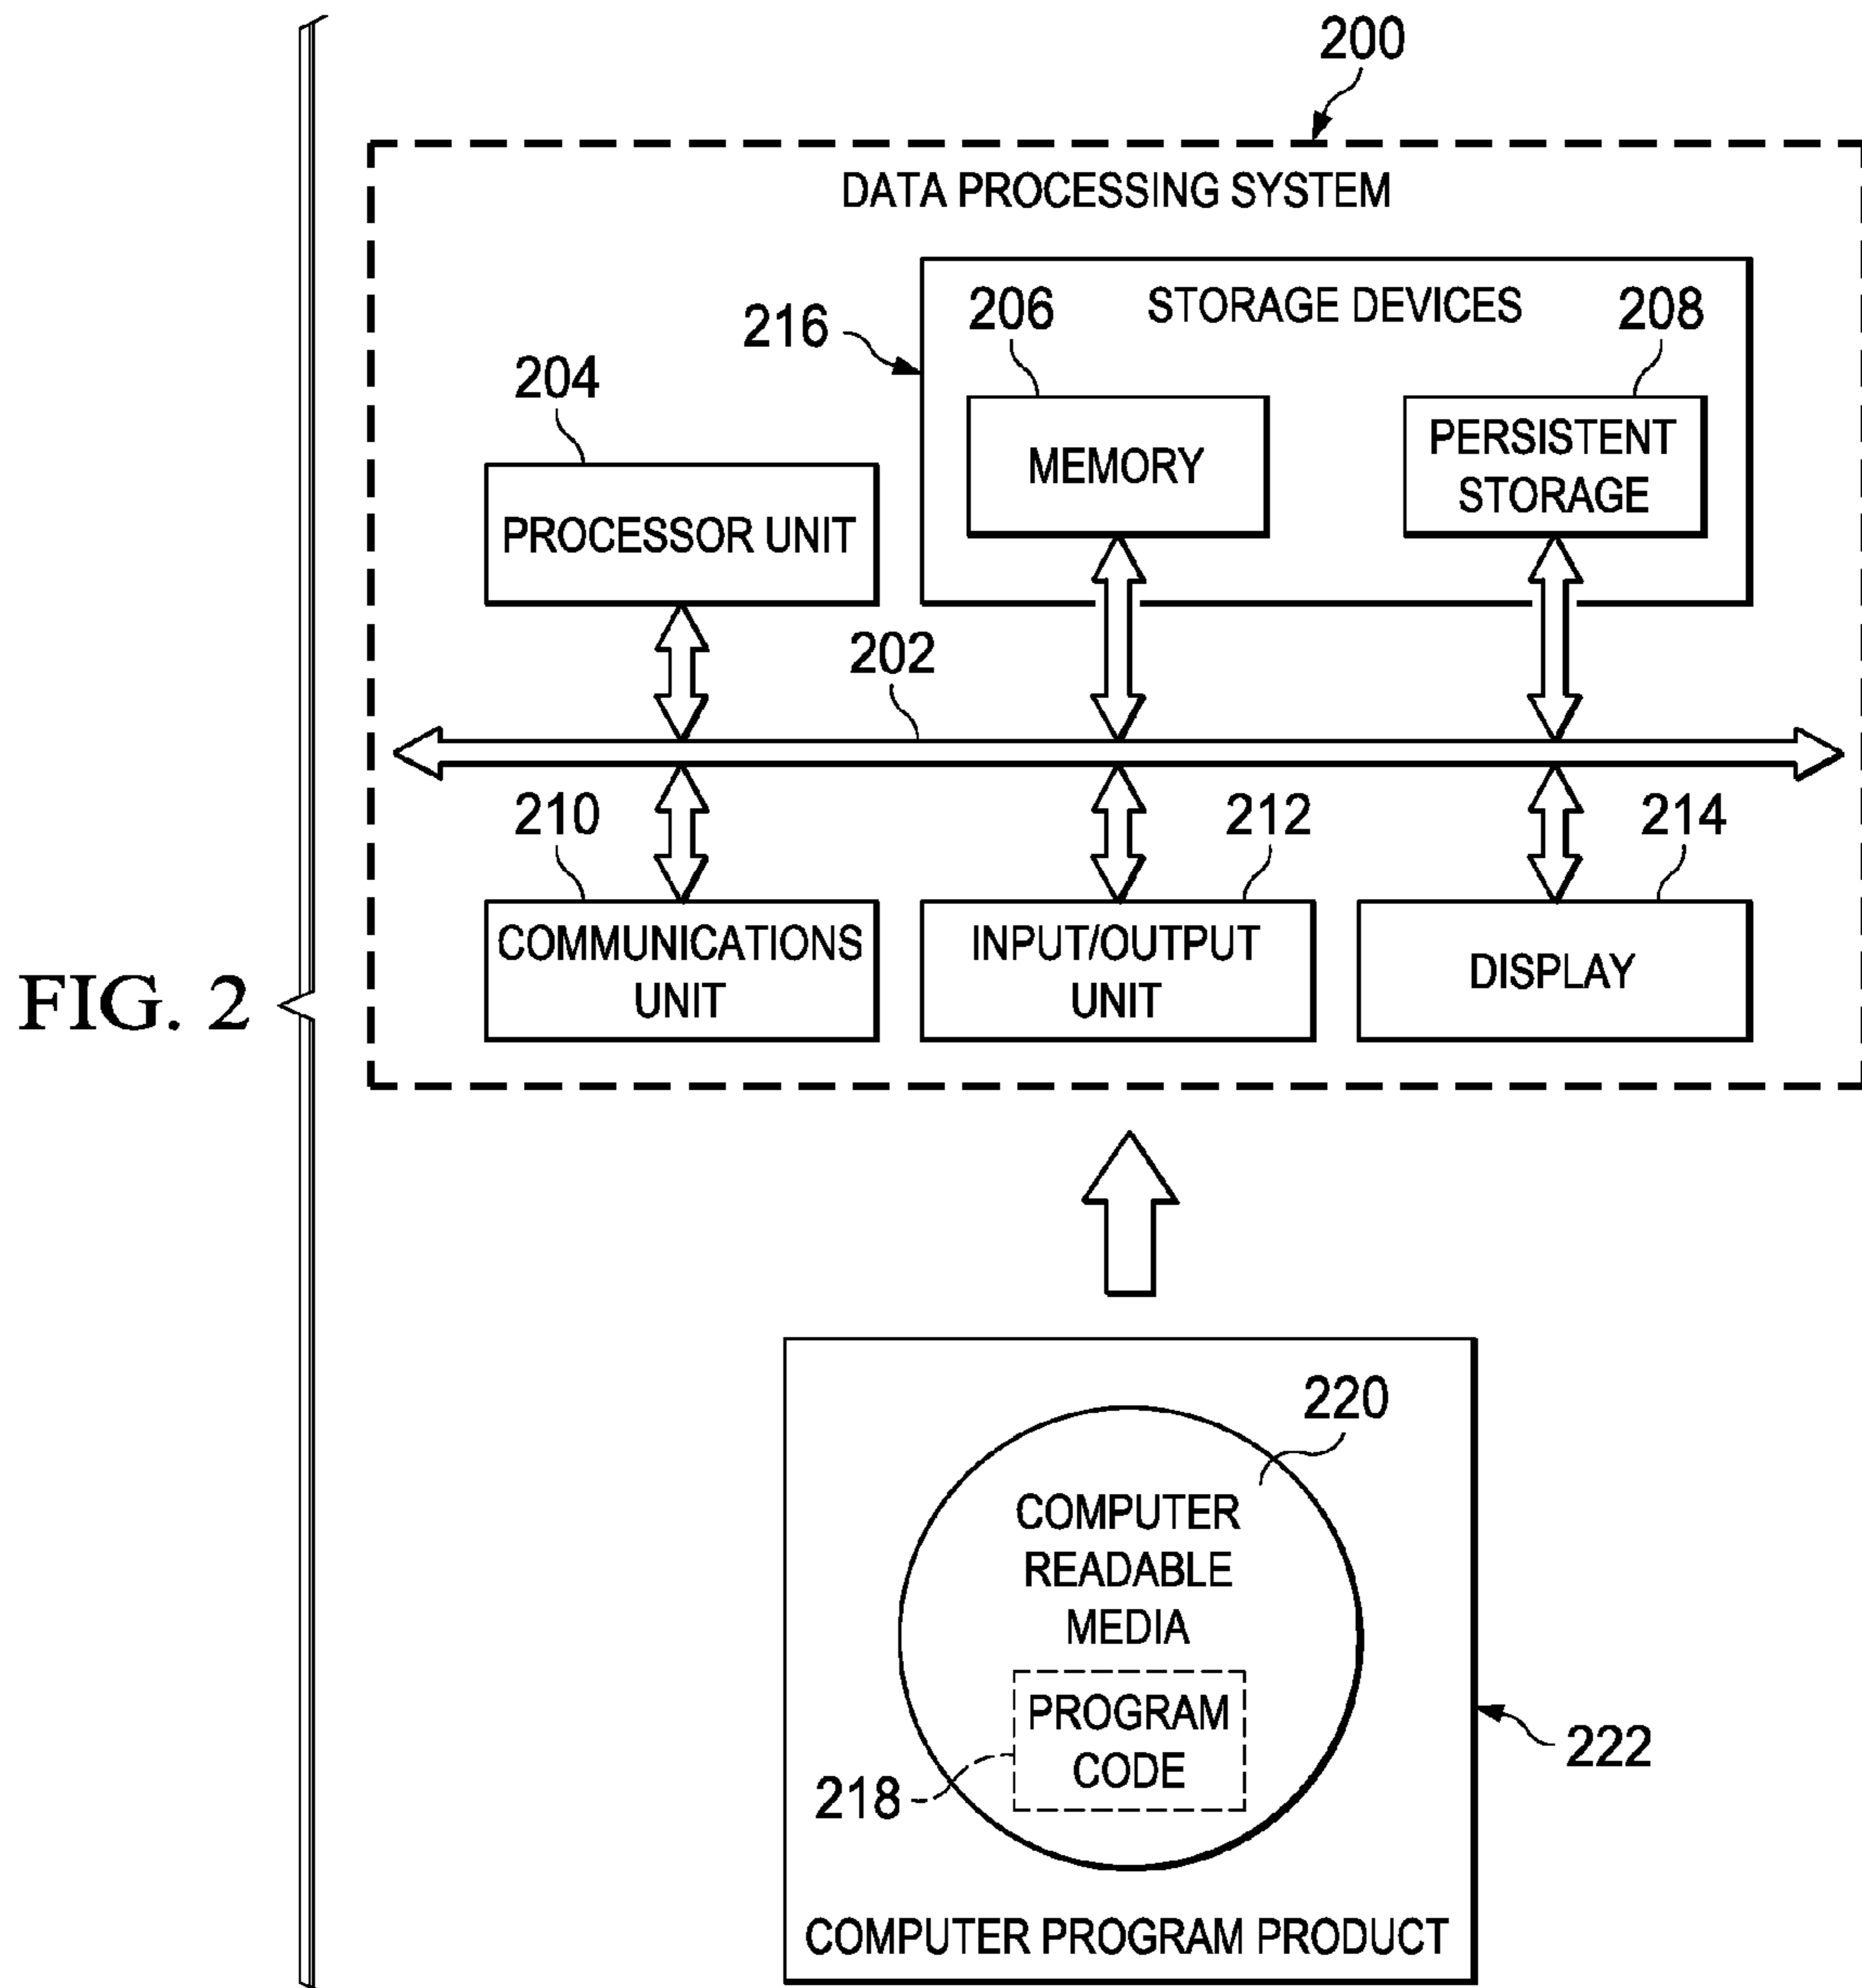 200
DATA PROCESSING SYSTEM
216
206
STORAGE DEVICES
208
204
MEMORY
PERSISTENT
STORAGE
PROCESSOR UNIT
202
210
212
214
COMMUNICATIONS
UNIT
INPUT/OUTPUT
UNIT
DISPLAY
FIG. 2
220
COMPUTER
READABLE
MEDIA
PROGRAM
CODE
218
222
COMPUTER PROGRAM PRODUCT